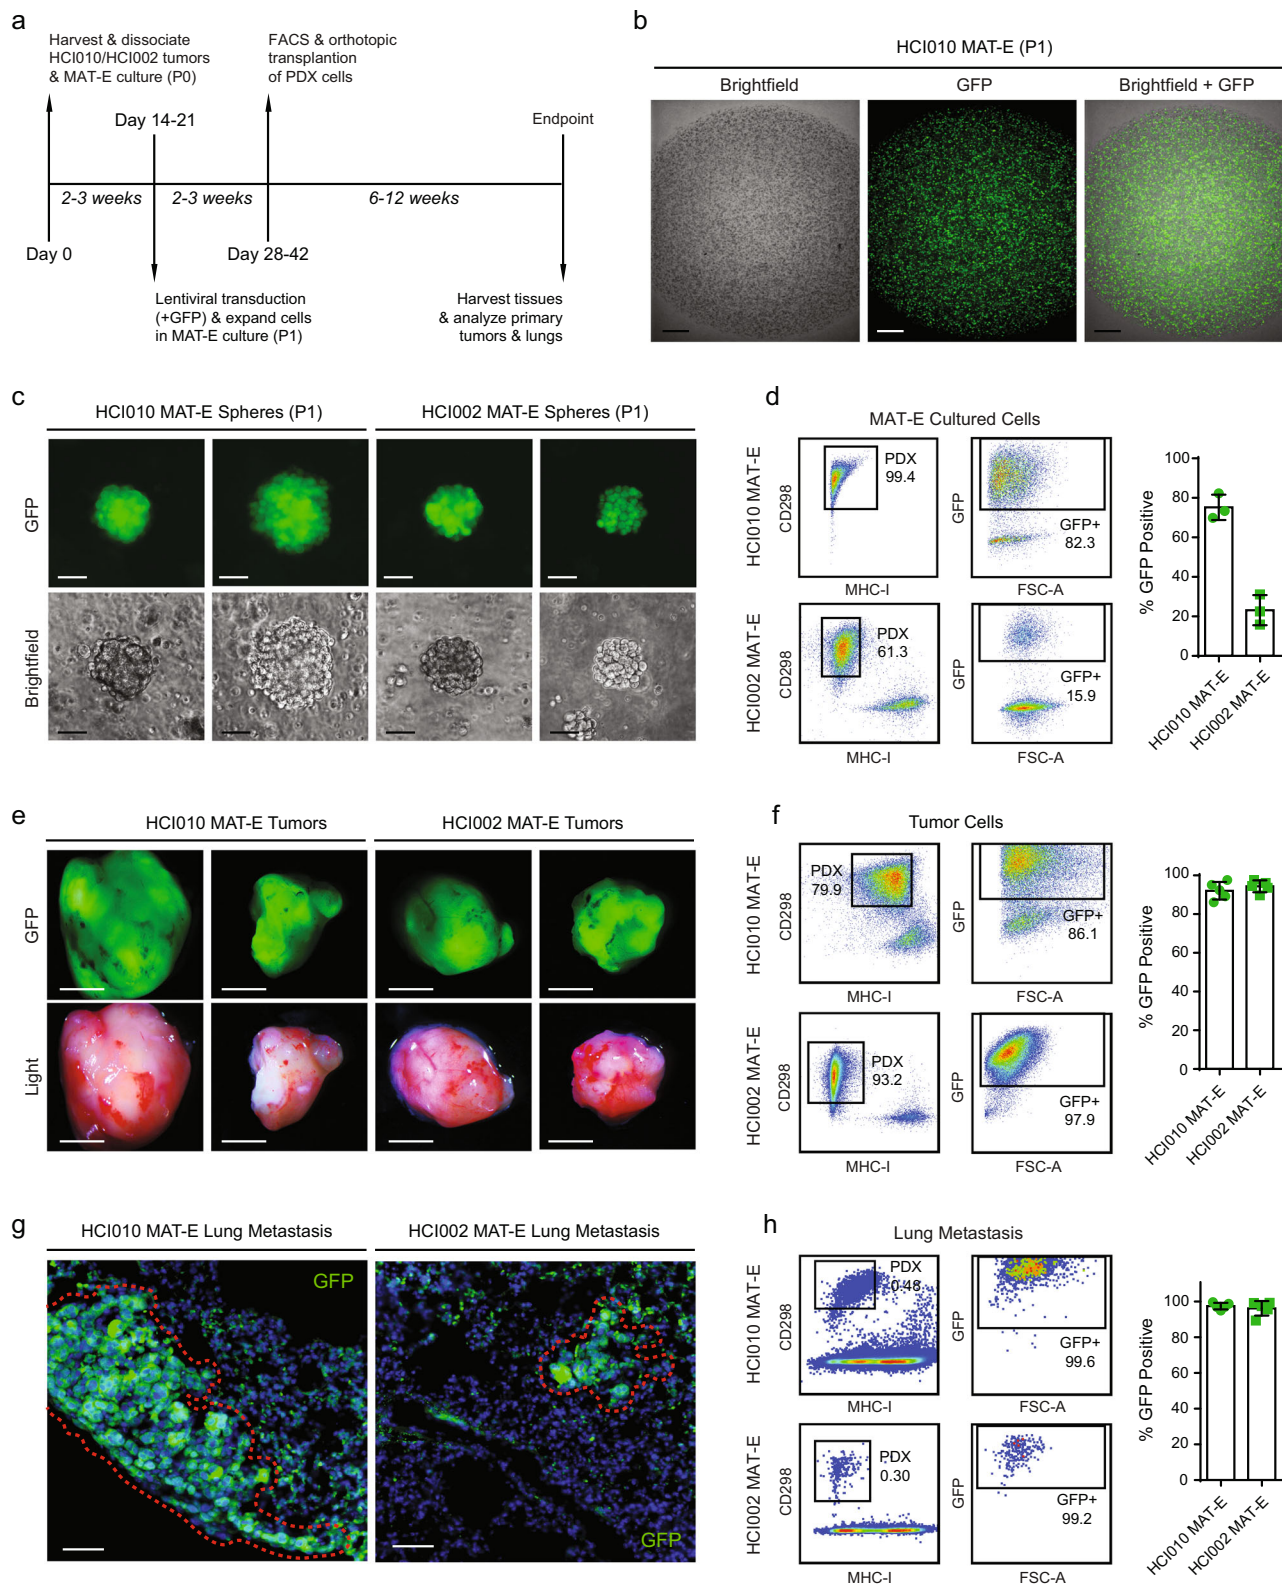 a
Harvest & dissociate
HCI010/HCI002 tumors
& MAT-E culture (P0)
FACS & orthotopic
transplantion
of PDX cells
Day 14-21
Endpoint
2-3 weeks
2-3 weeks
6-12 weeks
Day 0
Day 28-42
Lentiviral transduction
(+GFP) & expand cells
in MAT-E culture (P1)
Harvest tissues
& analyze primary
tumors & lungs
b
HCI010 MAT-E (P1)
Brightfield
GFP
Brightfield + GFP
c
HCI010 MAT-E Spheres (P1)
HCI002 MAT-E Spheres (P1)
GFP
Brightfield
d
MAT-E Cultured Cells
HCI010 MAT-E
CD298
PDX
99.4
MHC-I
GFP
GFP+
82.3
FSC-A
HCI002 MAT-E
CD298
PDX
61.3
MHC-I
GFP
GFP+
15.9
FSC-A
% GFP Positive
100
80
60
40
20
0
HCI010 MAT-E
HCI002 MAT-E
e
HCI010 MAT-E Tumors
HCI002 MAT-E Tumors
GFP
Light
f
Tumor Cells
HCI010 MAT-E
CD298
PDX
79.9
MHC-I
GFP
GFP+
86.1
FSC-A
HCI002 MAT-E
CD298
PDX
93.2
MHC-I
GFP
GFP+
97.9
FSC-A
% GFP Positive
100
80
60
40
20
0
HCI010 MAT-E
HCI002 MAT-E
g
HCI010 MAT-E Lung Metastasis
HCI002 MAT-E Lung Metastasis
GFP
GFP
h
Lung Metastasis
HCI010 MAT-E
CD298
PDX
0.48
MHC-I
GFP
GFP+
99.6
FSC-A
HCI002 MAT-E
CD298
PDX
0.30
MHC-I
GFP
GFP+
99.2
FSC-A
% GFP Positive
100
80
60
40
20
0
HCI010 MAT-E
HCI002 MAT-E